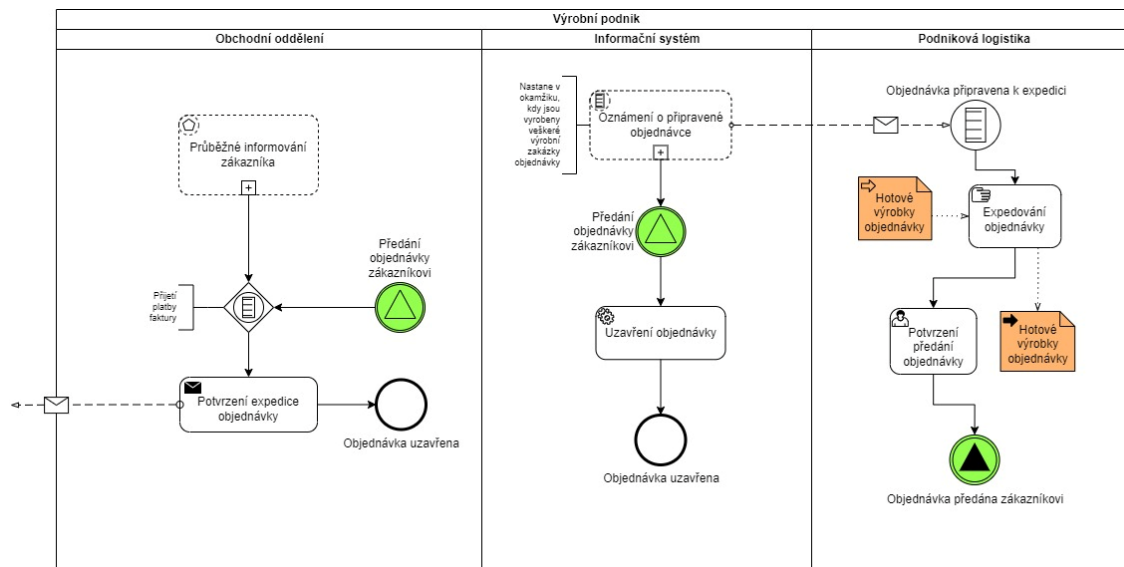 Výrobní podnik
Obchodní oddělení
Informační systém
Podniková logistika
Průběžné informování
zákazníka
Předání
objednávky
zákazníkovi
Přijetí
platby
faktury
Potvrzení expedice
objednávky
Objednávka uzavřena
Nastane v
okamžiku,
kdy jsou
vyrobeny
veškeré
výrobní
zakázky
objednávky
Oznámení o připravené
objednávce
Předání
objednávky
zákazníkovi
Uzavření objednávky
Objednávka uzavřena
Objednávka připravena k expedici
Hotové
výrobky
objednávky
Expedování
objednávky
Potvrzení
předání
objednávky
Hotové
výrobky
objednávky
Objednávka předána zákazníkovi